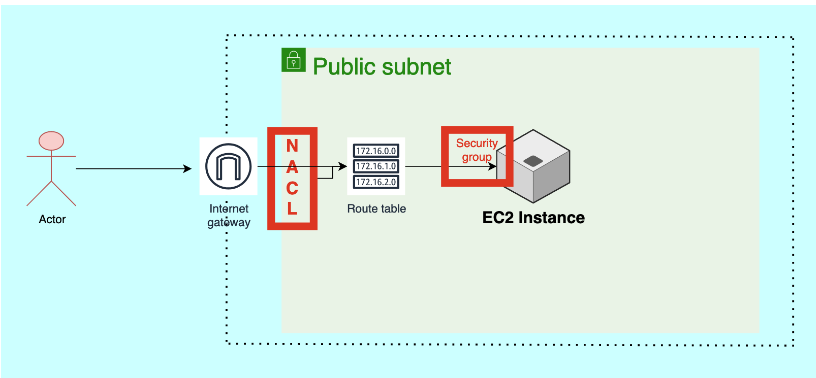 Public subnet
N
A
C
L
172.16.0.0
172.16.1.0
172.16.2.0
Security
group
Actor
Internet
gateway
Route table
EC2 Instance